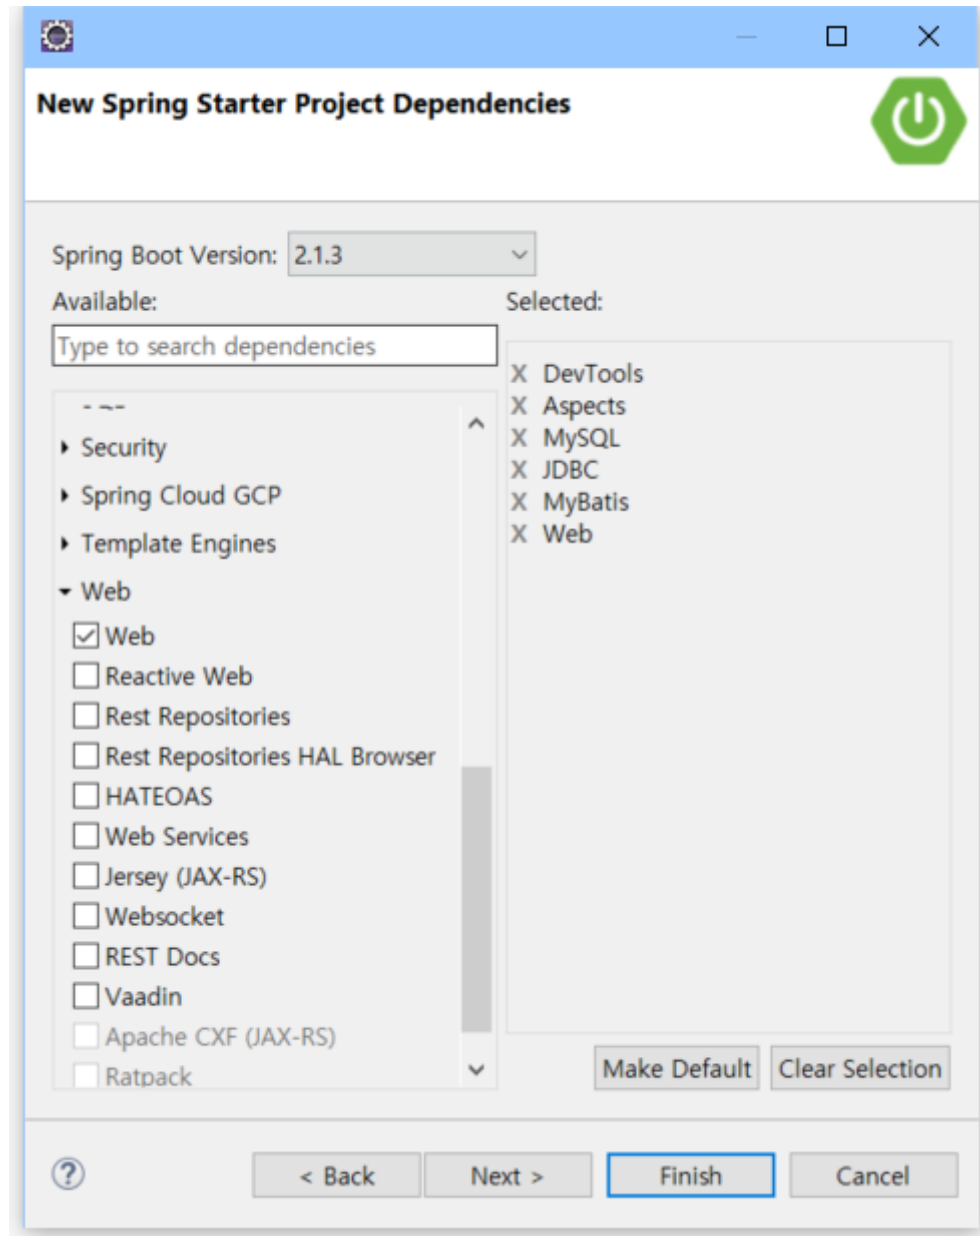 New Spring Starter Project Dependencies
Spring Boot Version: 2.1.3
Available:
Type to search dependencies
Security
Spring Cloud GCP
Template Engines
Web
Web
Reactive Web
Rest Repositories
Rest Repositories HAL Browser
HATEOAS
Web Services
Jersey (JAX-RS)
Websocket
REST Docs
Vaadin
Apache CXF (JAX-RS)
Ratpack
Selected:
X DevTools
X Aspects
X MySQL
X JDBC
X MyBatis
X Web
Make Default Clear Selection
? < Back Next > Finish Cancel